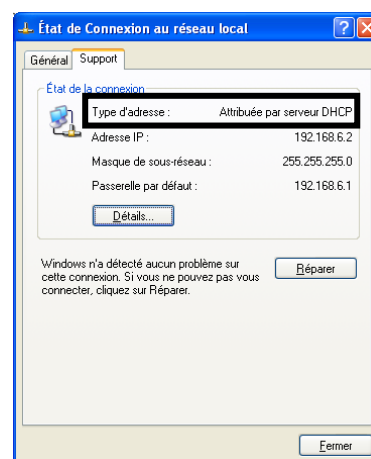 État de Connexion au réseau local
Général Support
État de la connexion
Type d'adresse : Attribuée par serveur DHCP
Adresse IP : 192.168.6.2
Masque de sous-réseau : 255.255.255.0
Passerelle par défaut : 192.168.6.1
Détails...
Windows n'a détecté aucun problème sur
cette connexion. Si vous ne pouvez pas vous
connecter, cliquez sur Réparer.
Réparer
Fermer